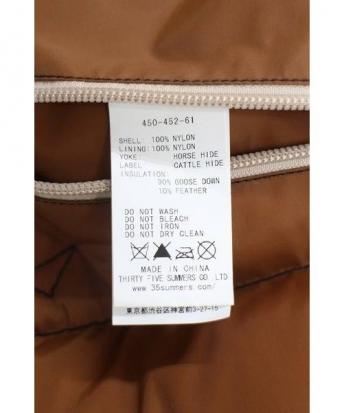 450-452-61
SHELL: 100% NYLON
LINING: 100% NYLON
YOKE: HORSE HIDE
LABEL: CATTLE HIDE
INSULATION:
90% GOOSE DOWN
10% FEATHER
DO NOT WASH
DO NOT BLEACH
DO NOT IRON
DO NOT DRY CLEAN
MADE IN CHINA
THIRTY FIVE SUMMERS CO. LTD
www.35summers.com
東京都渋谷区神宮前3-27-15